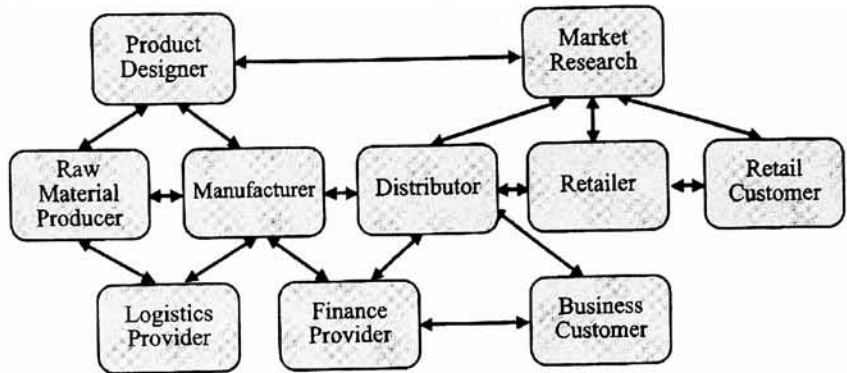 Product
Designer
Market
Research
Raw
Material
Producer
Manufacturer
Distributor
Retailer
Retail
Customer
Logistics
Provider
Finance
Provider
Business
Customer